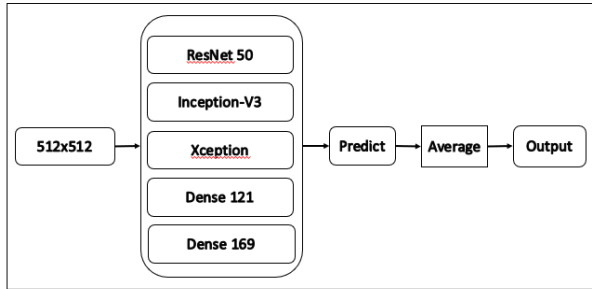 512x512
ResNet 50
Inception-V3
Xception
Dense 121
Dense 169
Predict
Average
Output